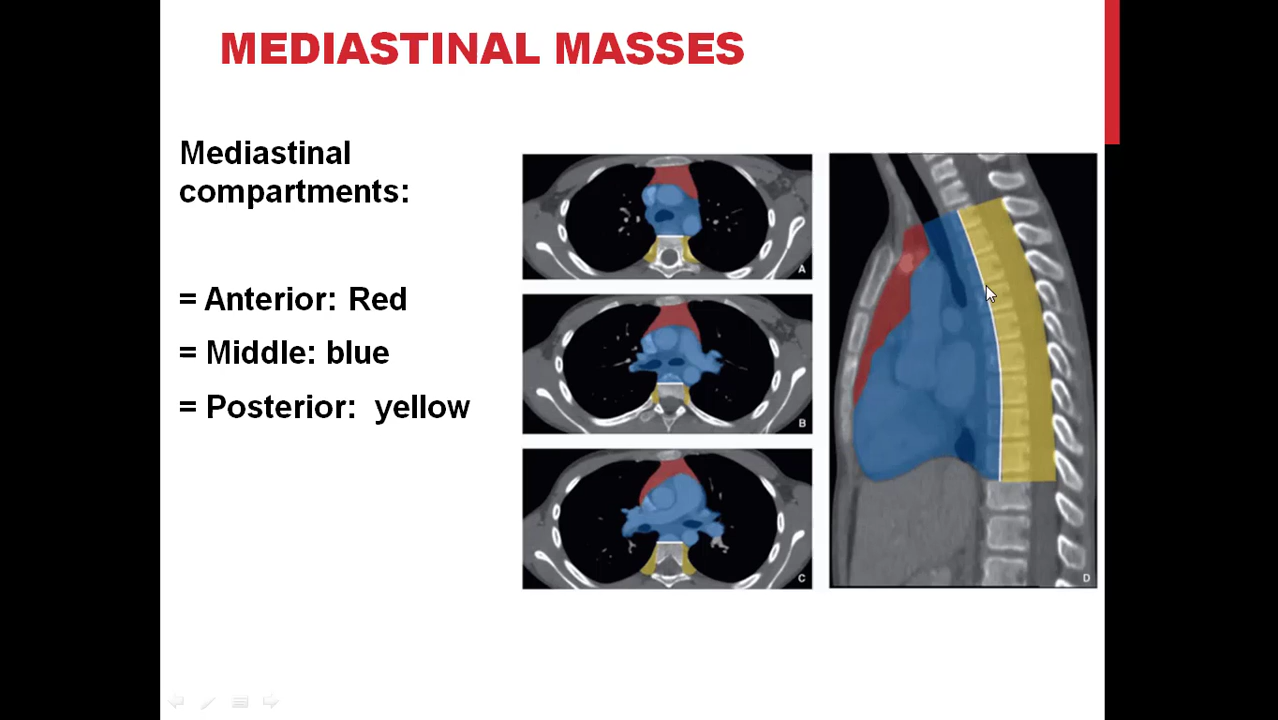 MEDIASTINAL MASSES
Mediastinal
compartments:
= Anterior: Red
= Middle: blue
= Posterior: yellow
A
B
C
D